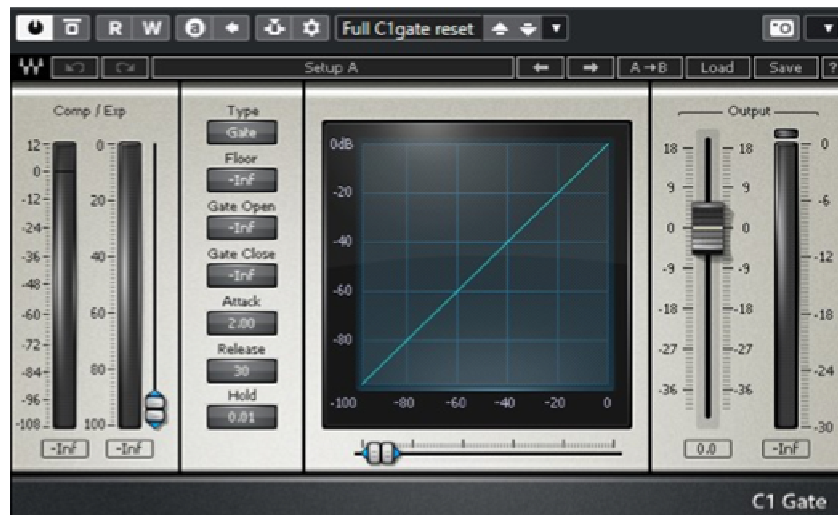 R W a Full C1gate reset
Setup A A→B Load Save ?
Comp / Exp
12
0
-12
-24
-36
-48
-60
-72
-84
-96
-108
0
20
40
60
80
100
-Inf -Inf
Type
Gate
Floor
-Inf
Gate Open
-Inf
Gate Close
-Inf
Attack
2.00
Release
30
Hold
0.01
0dB
-20
-40
-60
-80
-100 -80 -60 -40 -20 0
Output
18 18
9 9
0 0
-9 -9
-18 -18
-27 -27
-36 -36
0
-6
-12
-18
-24
-30
0.0 -Inf
C1 Gate